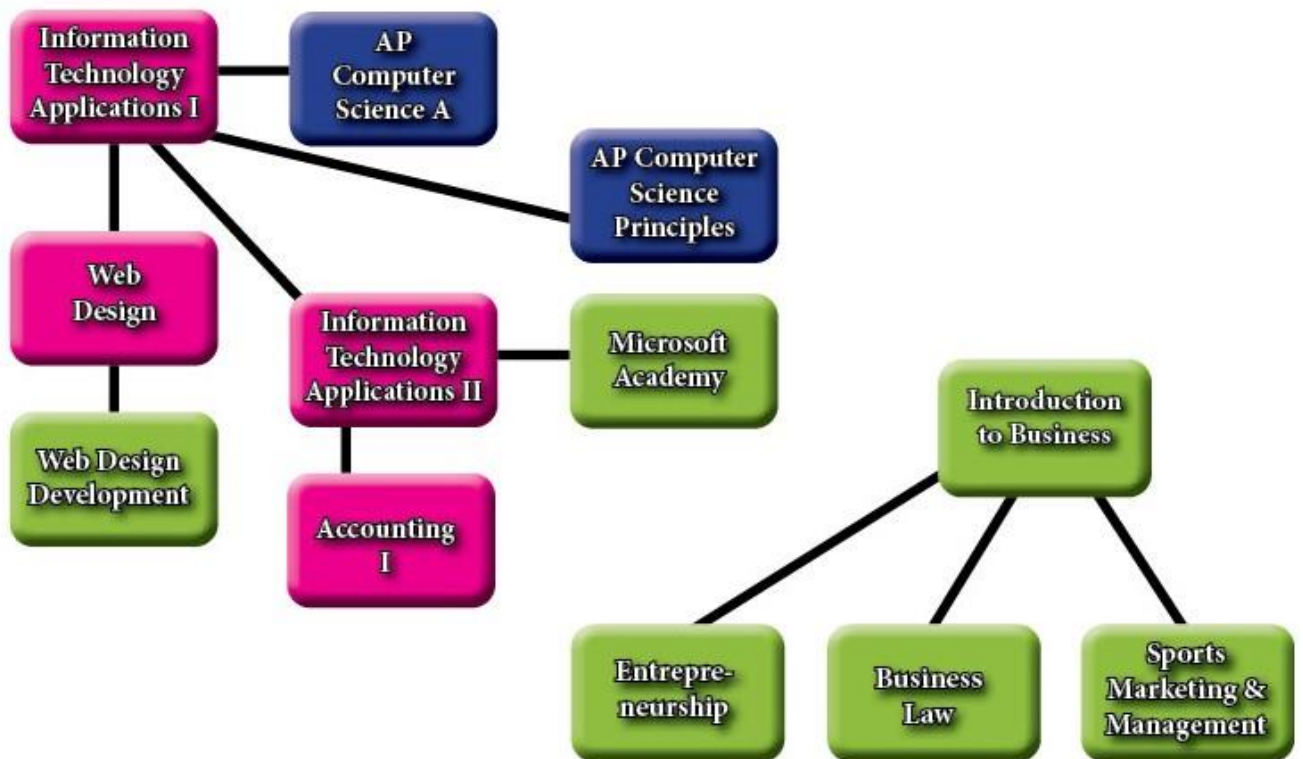 Information
Technology
Applications I
AP
Computer
Science A
AP Computer
Science
Principles
Web
Design
Information
Technology
Applications II
Microsoft
Academy
Introduction
to Business
Web Design
Development
Accounting
I
Entrepre-
neurship
Business
Law
Sports
Marketing &
Management